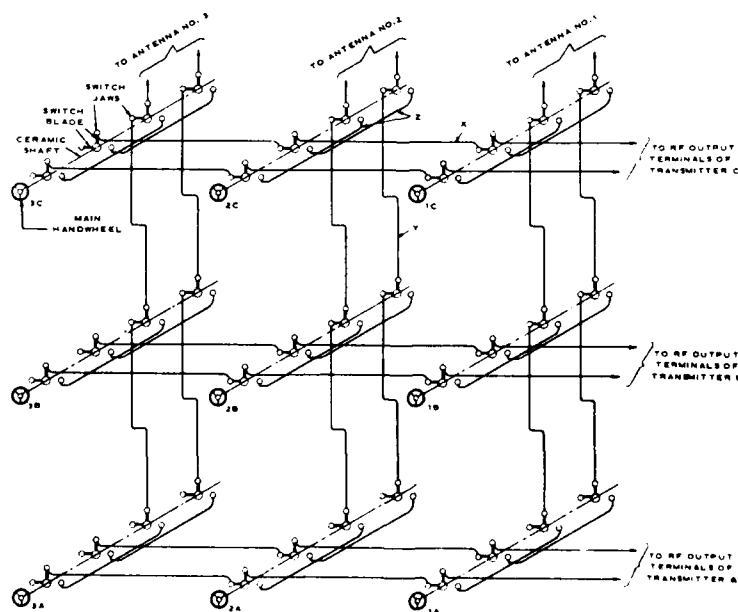 TO ANTENNA NO. 3
TO ANTENNA NO. 2
TO ANTENNA NO. 1
SWITCH
JAWS
SWITCH
BLADE
CERAMIC
SHAFT
Z
X
TO RF OUTPUT
TERMINALS OF
TRANSMITTER C
3C
2C
1C
MAIN
HANDWHEEL
Y
TO RF OUTPUT
TERMINALS OF
TRANSMITTER
3B
2B
1B
TO RF OUTPUT
TERMINALS OF
TRANSMITTER A
3A
2A
1A